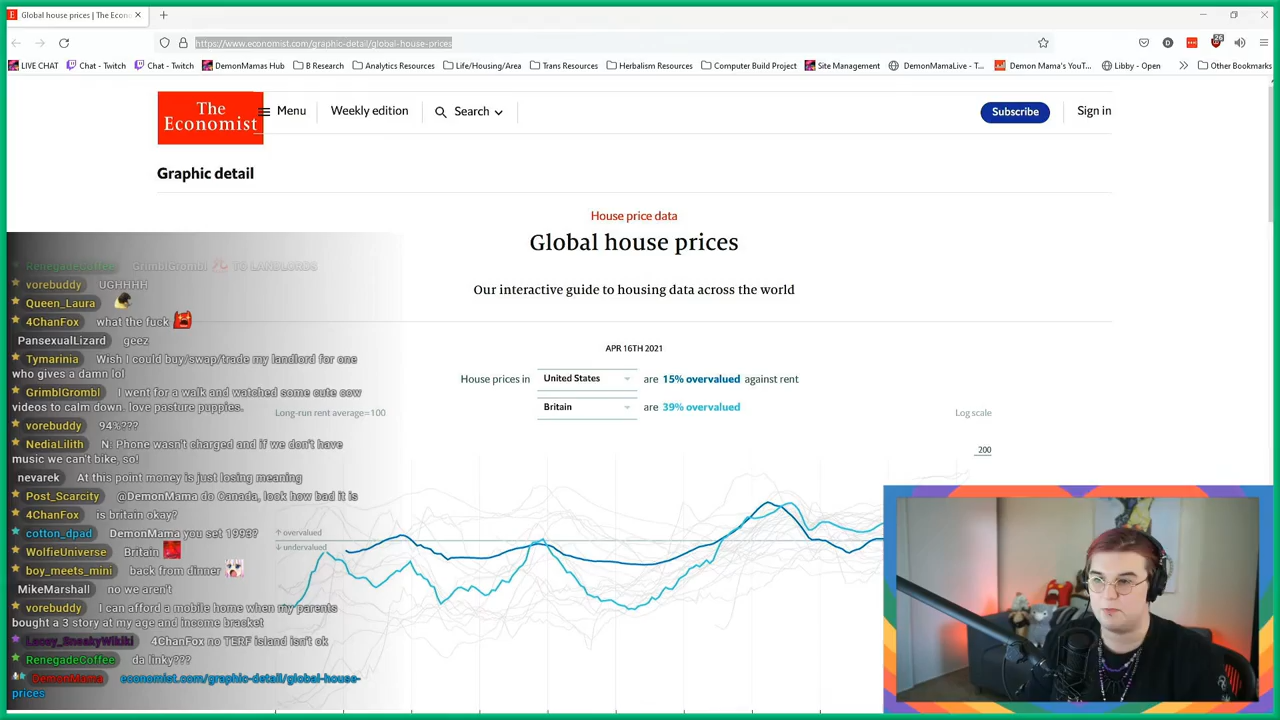 Global house prices | The Econ
https://www.economist.com/graphic-detail/global-house-prices
26
LIVE CHAT
Chat - Twitch
Chat - Twitch
DemonMamas Hub
B Research
Analytics Resources
Life/Housing/Area
Trans Resources
Herbalism Resources
Computer Build Project
Site Management
DemonMamaLive - T...
Demon Mama's YouT...
Libby - Open
Other Bookmarks
The
Economist
Menu
Weekly edition
Search
Subscribe
Sign in
Graphic detail
House price data
Global house prices
Our interactive guide to housing data across the world
APR 16TH 2021
House prices in United States are 15% overvalued against rent
Britain are 39% overvalued
Long-run rent average=100
Log scale
200
↑ overvalued
↓ undervalued
RenegadeCoffee GrimblGrombl TO LANDLORDS
vorebuddy UGHHHH
Queen_Laura
4ChanFox what the fuck
PansexualLizard geez
Tymarinia Wish I could buy/swap/trade my landlord for one
who gives a damn lol
GrimblGrombl I went for a walk and watched some cute cow
videos to calm down. love pasture puppies.
vorebuddy 94%???
NediaLilith N: Phone wasn't charged and if we don't have
music we can't bike, so!
nevarek At this point money is just losing meaning
Post_Scarcity @DemonMama do Canada, look how bad it is
4ChanFox is britain okay?
cotton_dpad DemonMama you set 1993?
WolfieUniverse Britain
boy_meets_mini back from dinner
MikeMarshall no we aren't
vorebuddy I can afford a mobile home when my parents
bought a 3 story at my age and income bracket
Lacey_SneakyWikiki 4ChanFox no TERF island isn't ok
RenegadeCoffee da linky???
DemonMama economist.com/graphic-detail/global-house-
prices